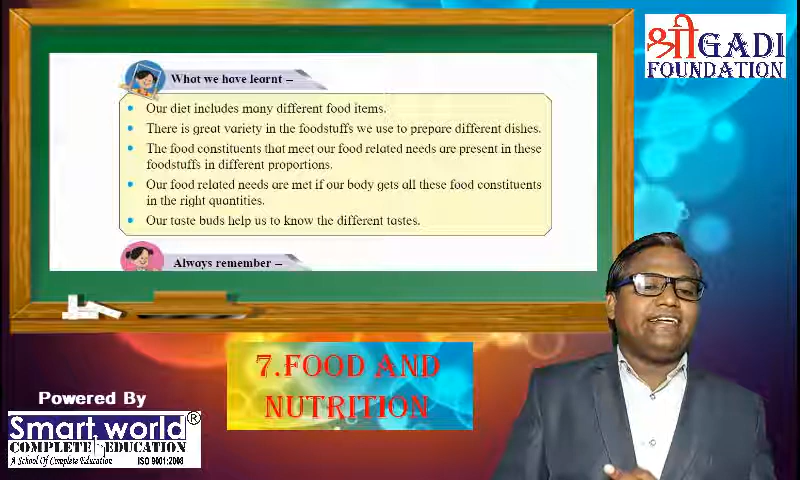 श्रीGADI
FOUNDATION
What we have learnt –
• Our diet includes many different food items.
• There is great variety in the foodstuffs we use to prepare different dishes.
• The food constituents that meet our food related needs are present in these
foodstuffs in different proportions.
• Our food related needs are met if our body gets all these food constituents
in the right quantities.
• Our taste buds help us to know the different tastes.
Always remember –
7.FOOD AND
NUTRITION
Powered By
Smart world®
COMPLETE EDUCATION
A School Of Complete Education ISO 9001:2008